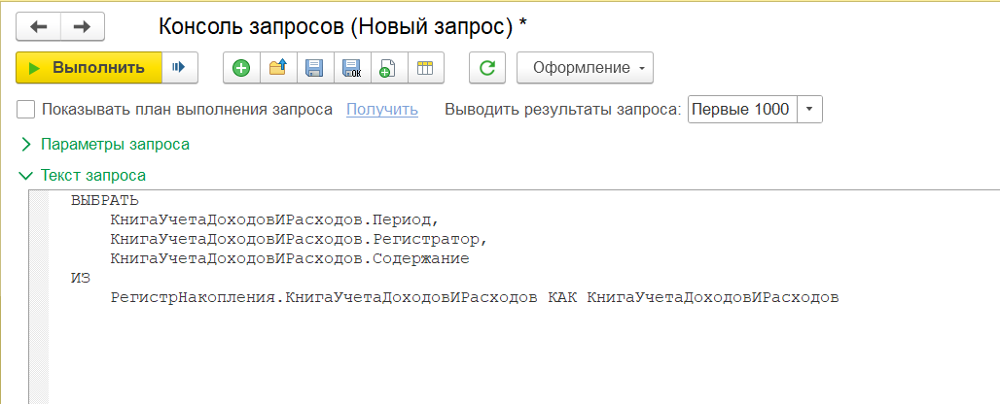 Консоль запросов (Новый запрос) *
Выполнить
OK
Оформление
Показывать план выполнения запроса Получить Выводить результаты запроса: Первые 1000
Параметры запроса
Текст запроса
ВЫБРАТЬ
КнигаУчетаДоходовИРасходов.Период,
КнигаУчетаДоходовИРасходов.Регистратор,
КнигаУчетаДоходовИРасходов.Содержание
ИЗ
РегистрНакопления.КнигаУчетаДоходовИРасходов КАК КнигаУчетаДоходовИРасходов